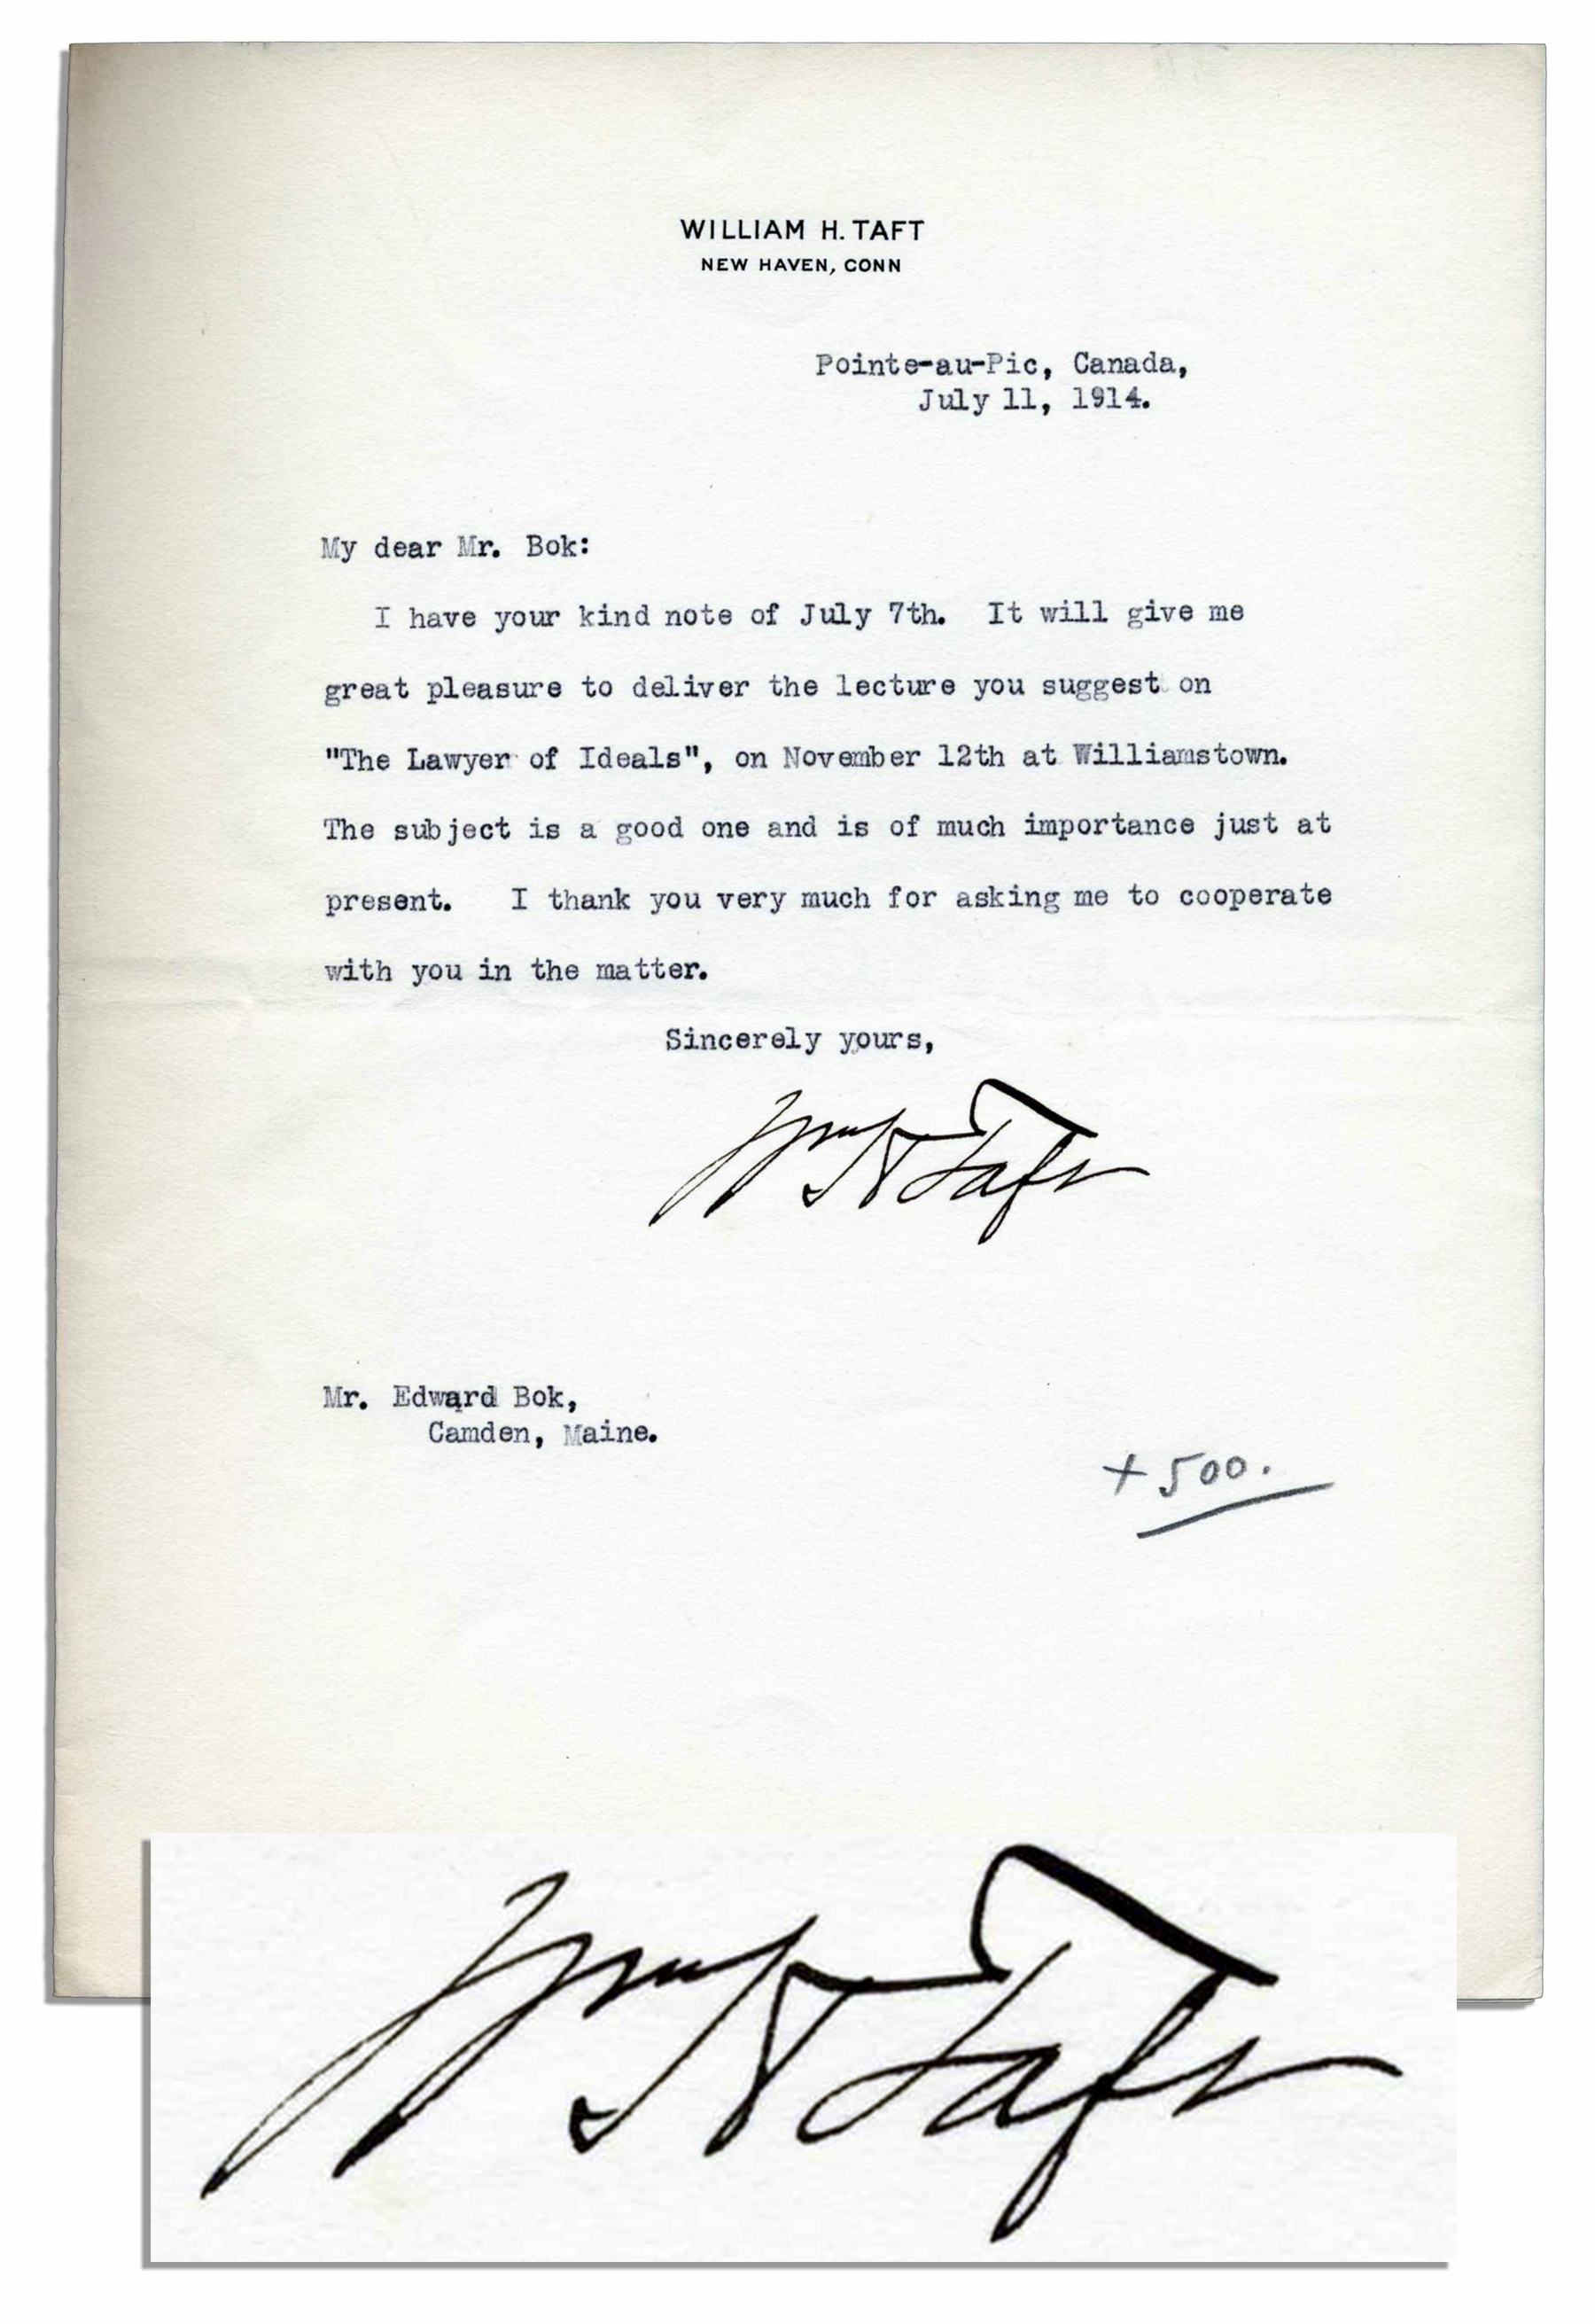 WILLIAM H. TAFT
NEW HAVEN, CONN
Pointe-au-Pic, Canada,
July 11, 1914.
My dear Mr. Bok:
I have your kind note of July 7th. It will give me
great pleasure to deliver the lecture you suggest on
"The Lawyer of Ideals", on November 12th at Williamstown.
The subject is a good one and is of much importance just at
present. I thank you very much for asking me to cooperate
with you in the matter.
Sincerely yours,
Wm H Taft
Mr. Edward Bok,
Camden, Maine.
+ 500.
Wm H Taft